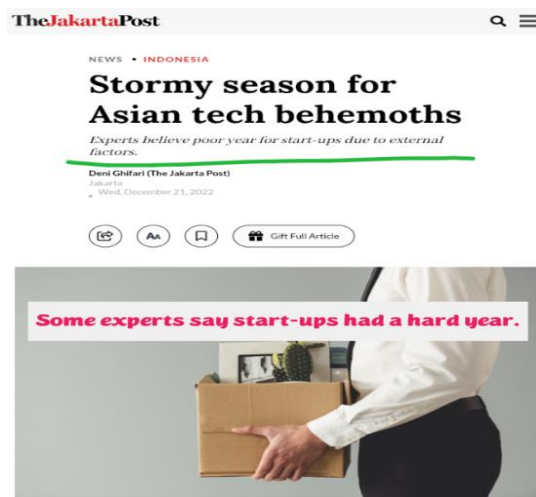 TheJakartaPost
NEWS • INDONESIA
Stormy season for
Asian tech behemoths
Experts believe poor year for start-ups due to external
factors.
Deni Ghifari (The Jakarta Post)
Jakarta
Wed, December 21, 2022
AA
Gift Full Article
Some experts say start-ups had a hard year.